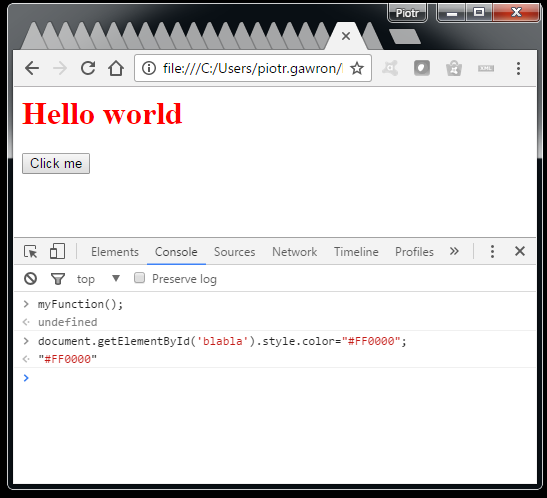 Piotr
file:///C:/Users/piotr.gawron/
Hello world
Click me
Elements Console Sources Network Timeline Profiles »
top Preserve log
> myFunction();
undefined
> document.getElementById('blabla').style.color="#FF0000";
"#FF0000"
>